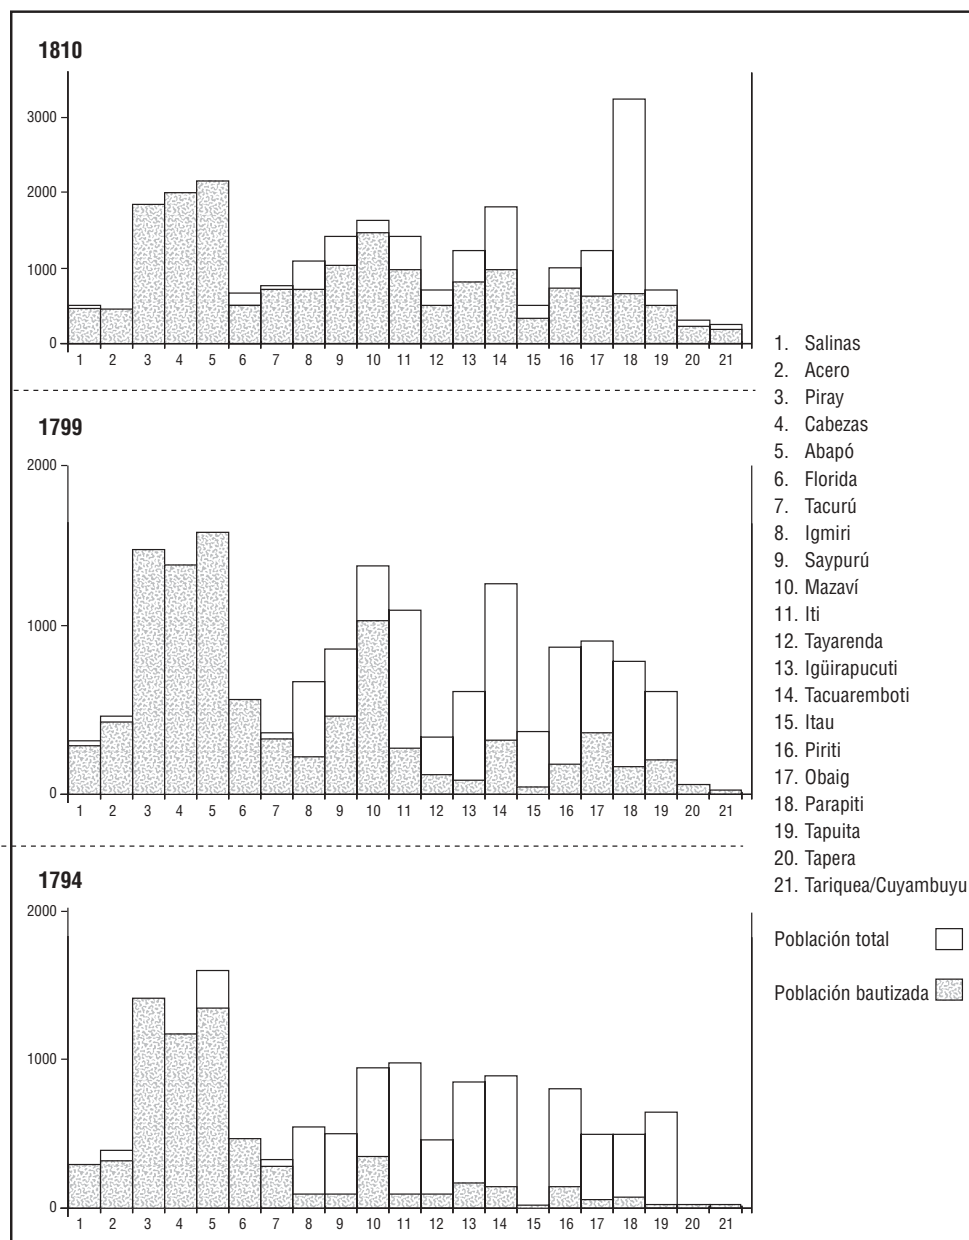 1810
3000
2000
1000
0
1 2 3 4 5 6 7 8 9 10 11 12 13 14 15 16 17 18 19 20 21
1799
2000
1000
0
1 2 3 4 5 6 7 8 9 10 11 12 13 14 15 16 17 18 19 20 21
1794
2000
1000
0
1 2 3 4 5 6 7 8 9 10 11 12 13 14 15 16 17 18 19 20 21
1. Salinas
2. Acero
3. Piray
4. Cabezas
5. Abapó
6. Florida
7. Tacurú
8. Igmiri
9. Saypurú
10. Mazaví
11. Iti
12. Tayarenda
13. Igüirapucuti
14. Tacuaremboti
15. Itau
16. Piriti
17. Obaig
18. Parapiti
19. Tapuita
20. Tapera
21. Tariquea/Cuyambuyu
Población total
Población bautizada